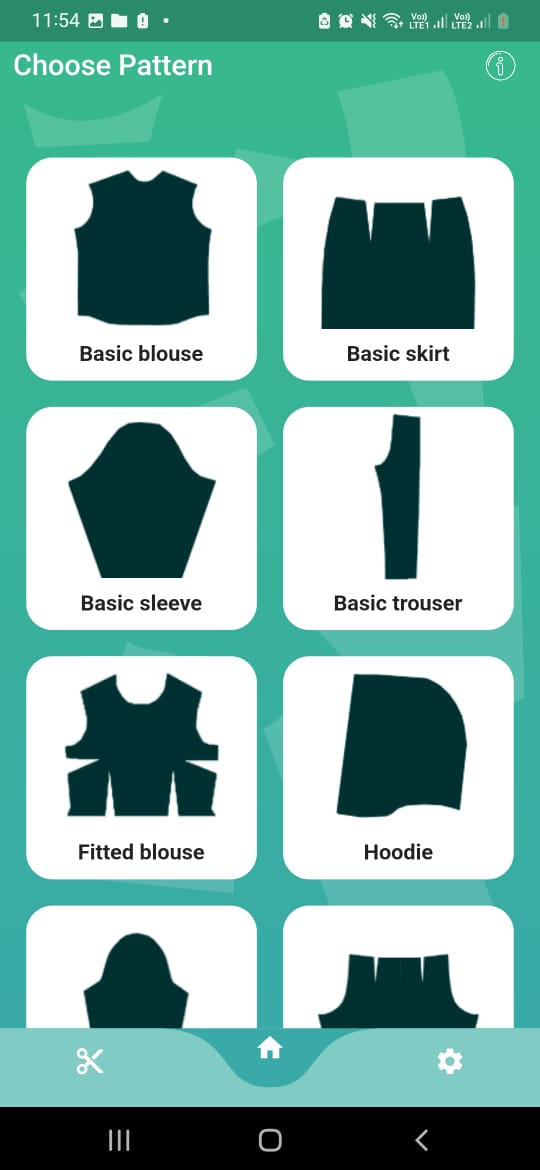 11:54
Vo) LTE1
Vo) LTE2
Choose Pattern
Basic blouse
Basic skirt
Basic sleeve
Basic trouser
Fitted blouse
Hoodie